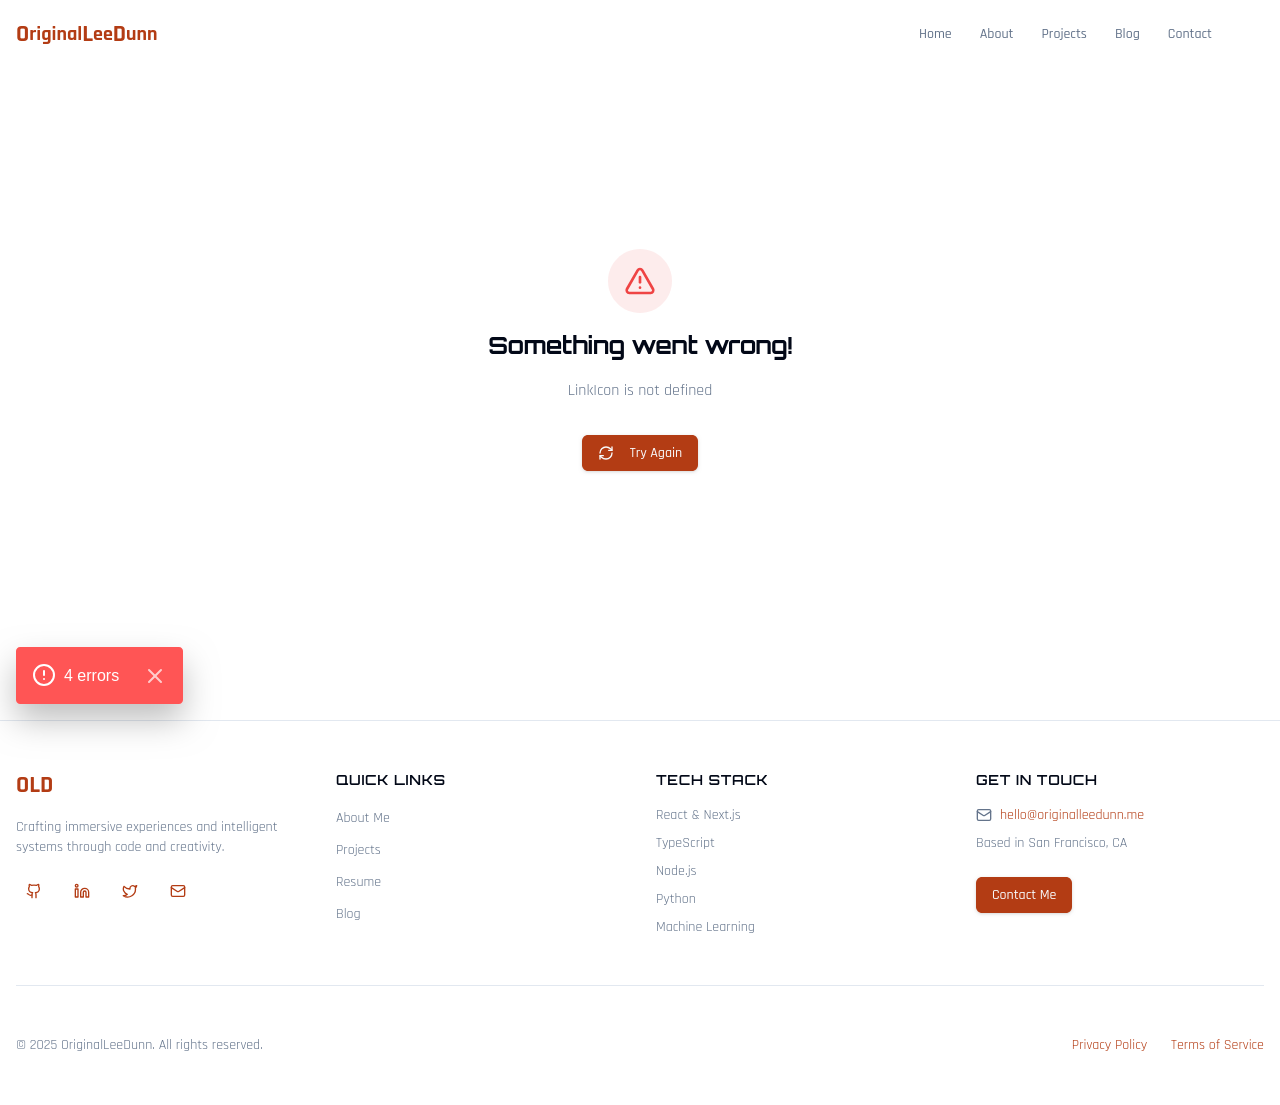 OriginalLeeDunn
Home About Projects Blog Contact
Something went wrong!
LinkIcon is not defined
Try Again
4 errors
OLD
Crafting immersive experiences and intelligent
systems through code and creativity.
QUICK LINKS
About Me
Projects
Resume
Blog
TECH STACK
React & Next.js
TypeScript
Node.js
Python
Machine Learning
GET IN TOUCH
hello@originalleedunn.me
Based in San Francisco, CA
Contact Me
© 2025 OriginalLeeDunn. All rights reserved.
Privacy Policy Terms of Service